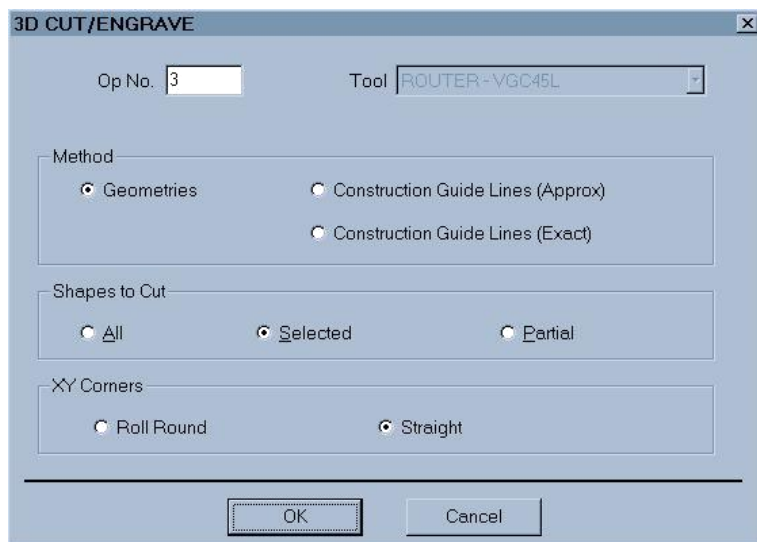 3D CUT/ENGRAVE
Op No. 3 Tool ROUTER - VGC45L
Method
Geometries Construction Guide Lines (Approx)
Construction Guide Lines (Exact)
Shapes to Cut
All Selected Partial
XY Corners
Roll Round Straight
OK Cancel